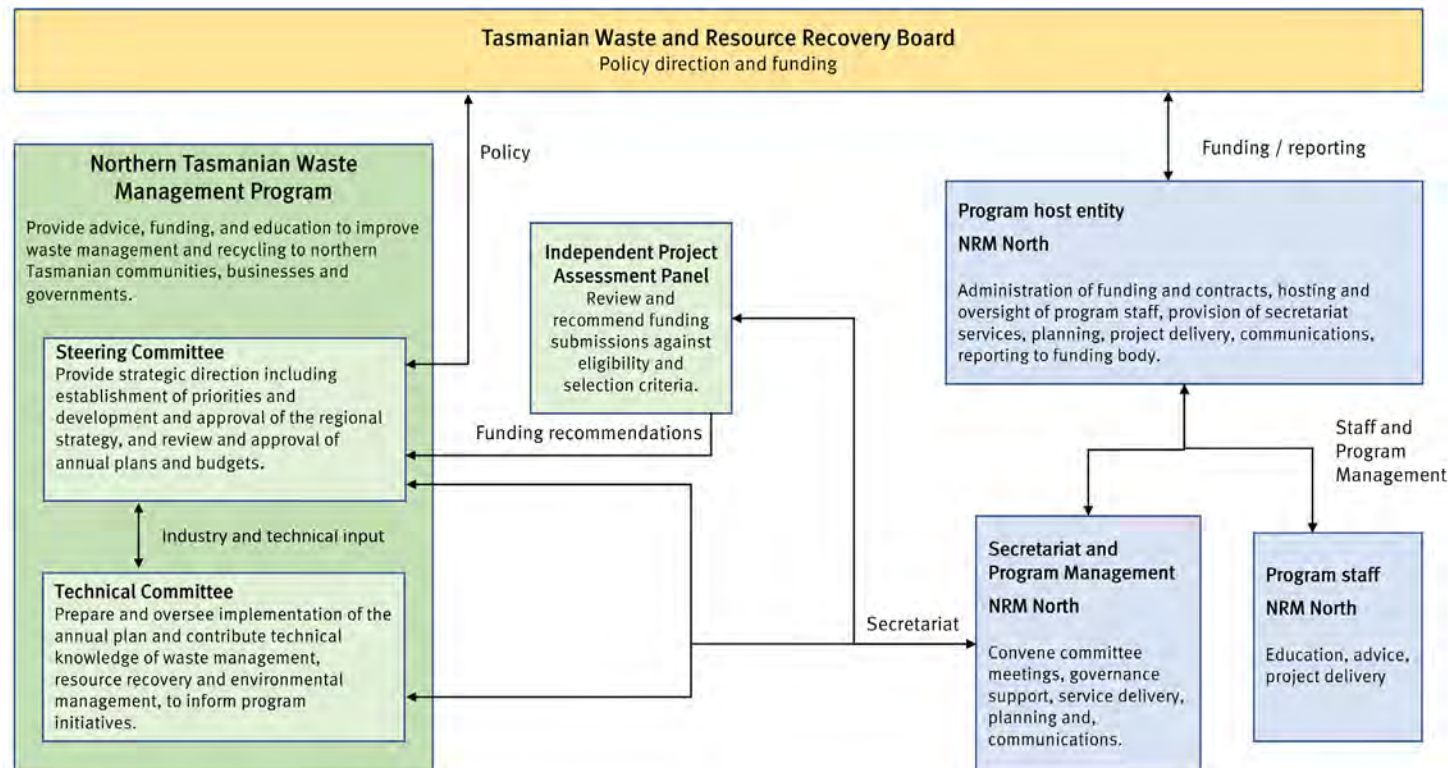 Tasmanian Waste and Resource Recovery Board
Policy direction and funding
Policy
Funding / reporting
Northern Tasmanian Waste
Management Program
Provide advice, funding, and education to improve
waste management and recycling to northern
Tasmanian communities, businesses and
governments.
Steering Committee
Provide strategic direction including
establishment of priorities and
development and approval of the regional
strategy, and review and approval of
annual plans and budgets.
Industry and technical input
Technical Committee
Prepare and oversee implementation of the
annual plan and contribute technical
knowledge of waste management,
resource recovery and environmental
management, to inform program
initiatives.
Independent Project
Assessment Panel
Review and
recommend funding
submissions against
eligibility and
selection criteria.
Funding recommendations
Program host entity
NRM North
Administration of funding and contracts, hosting and
oversight of program staff, provision of secretariat
services, planning, project delivery, communications,
reporting to funding body.
Staff and
Program
Management
Secretariat
Secretariat and
Program Management
NRM North
Convene committee
meetings, governance
support, service delivery,
planning and,
communications.
Program staff
NRM North
Education, advice,
project delivery